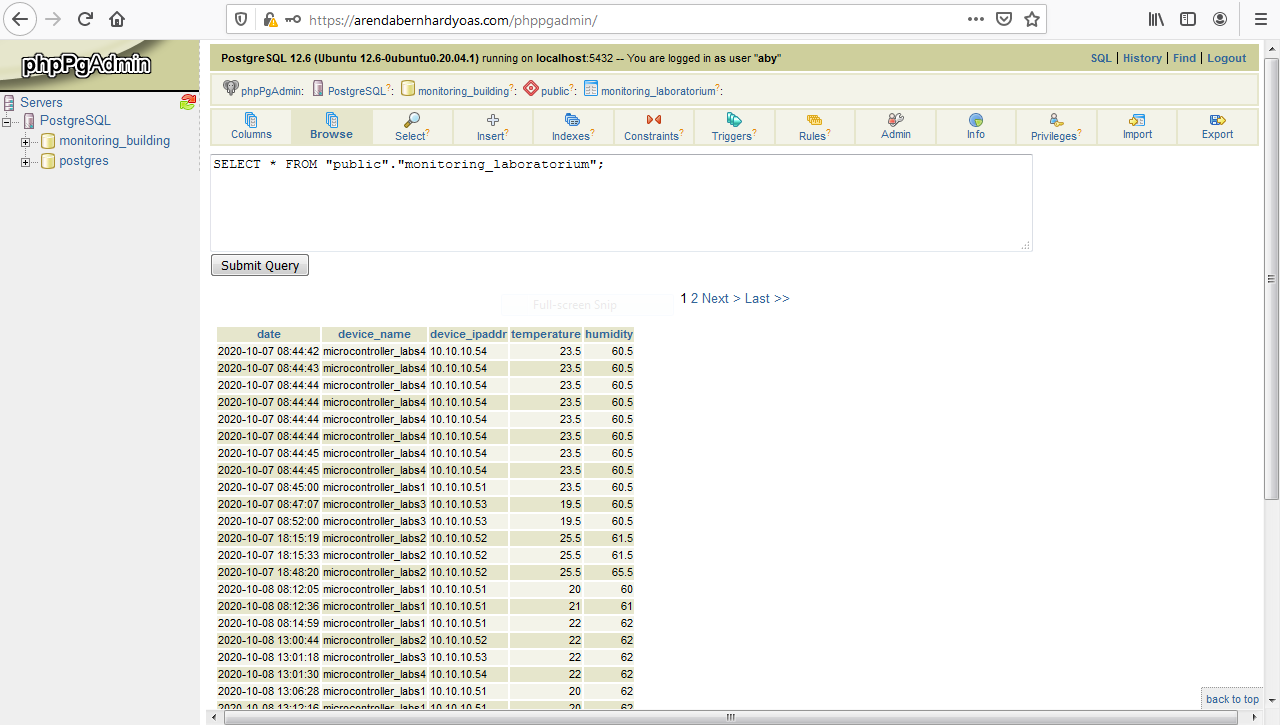 https://arendabernhardyoas.com/phppgadmin/
phpPgAdmin
Servers
PostgreSQL
monitoring_building
postgres
PostgreSQL 12.6 (Ubuntu 12.6-0ubuntu0.20.04.1) running on localhost:5432 -- You are logged in as user "aby"
SQL | History | Find | Logout
phpPgAdmin: PostgreSQL?: monitoring_building?: public?: monitoring_laboratorium?:
Columns Browse Select? Insert? Indexes? Constraints? Triggers? Rules? Admin Info Privileges? Import Export
SELECT * FROM "public"."monitoring_laboratorium";
Submit Query
Full-screen Snip
1 2 Next > Last >>
date device_name device_ipaddr temperature humidity
2020-10-07 08:44:42 microcontroller_labs4 10.10.10.54 23.5 60.5
2020-10-07 08:44:43 microcontroller_labs4 10.10.10.54 23.5 60.5
2020-10-07 08:44:44 microcontroller_labs4 10.10.10.54 23.5 60.5
2020-10-07 08:44:44 microcontroller_labs4 10.10.10.54 23.5 60.5
2020-10-07 08:44:44 microcontroller_labs4 10.10.10.54 23.5 60.5
2020-10-07 08:44:44 microcontroller_labs4 10.10.10.54 23.5 60.5
2020-10-07 08:44:45 microcontroller_labs4 10.10.10.54 23.5 60.5
2020-10-07 08:44:45 microcontroller_labs4 10.10.10.54 23.5 60.5
2020-10-07 08:45:00 microcontroller_labs1 10.10.10.51 23.5 60.5
2020-10-07 08:47:07 microcontroller_labs3 10.10.10.53 19.5 60.5
2020-10-07 08:52:00 microcontroller_labs3 10.10.10.53 19.5 60.5
2020-10-07 18:15:19 microcontroller_labs2 10.10.10.52 25.5 61.5
2020-10-07 18:15:33 microcontroller_labs2 10.10.10.52 25.5 61.5
2020-10-07 18:48:20 microcontroller_labs2 10.10.10.52 25.5 65.5
2020-10-08 08:12:05 microcontroller_labs1 10.10.10.51 20 60
2020-10-08 08:12:36 microcontroller_labs1 10.10.10.51 21 61
2020-10-08 08:14:59 microcontroller_labs1 10.10.10.51 22 62
2020-10-08 13:00:44 microcontroller_labs2 10.10.10.52 22 62
2020-10-08 13:01:18 microcontroller_labs3 10.10.10.53 22 62
2020-10-08 13:01:30 microcontroller_labs4 10.10.10.54 22 62
2020-10-08 13:06:28 microcontroller_labs1 10.10.10.51 20 62
2020-10-08 13:12:16 microcontroller_labs1 10.10.10.51 20 62
back to top